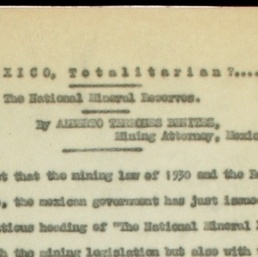 XICO, Totalitarian?....
The National Mineral Reserves.
By ALBERTO TERRONES BENITEZ,
Mining Attorney, Mexic
t that the mining law of 1930 and the R
, the mexican government has just issue
tious heading of "The National Mineral R
h the mining legislation but also with